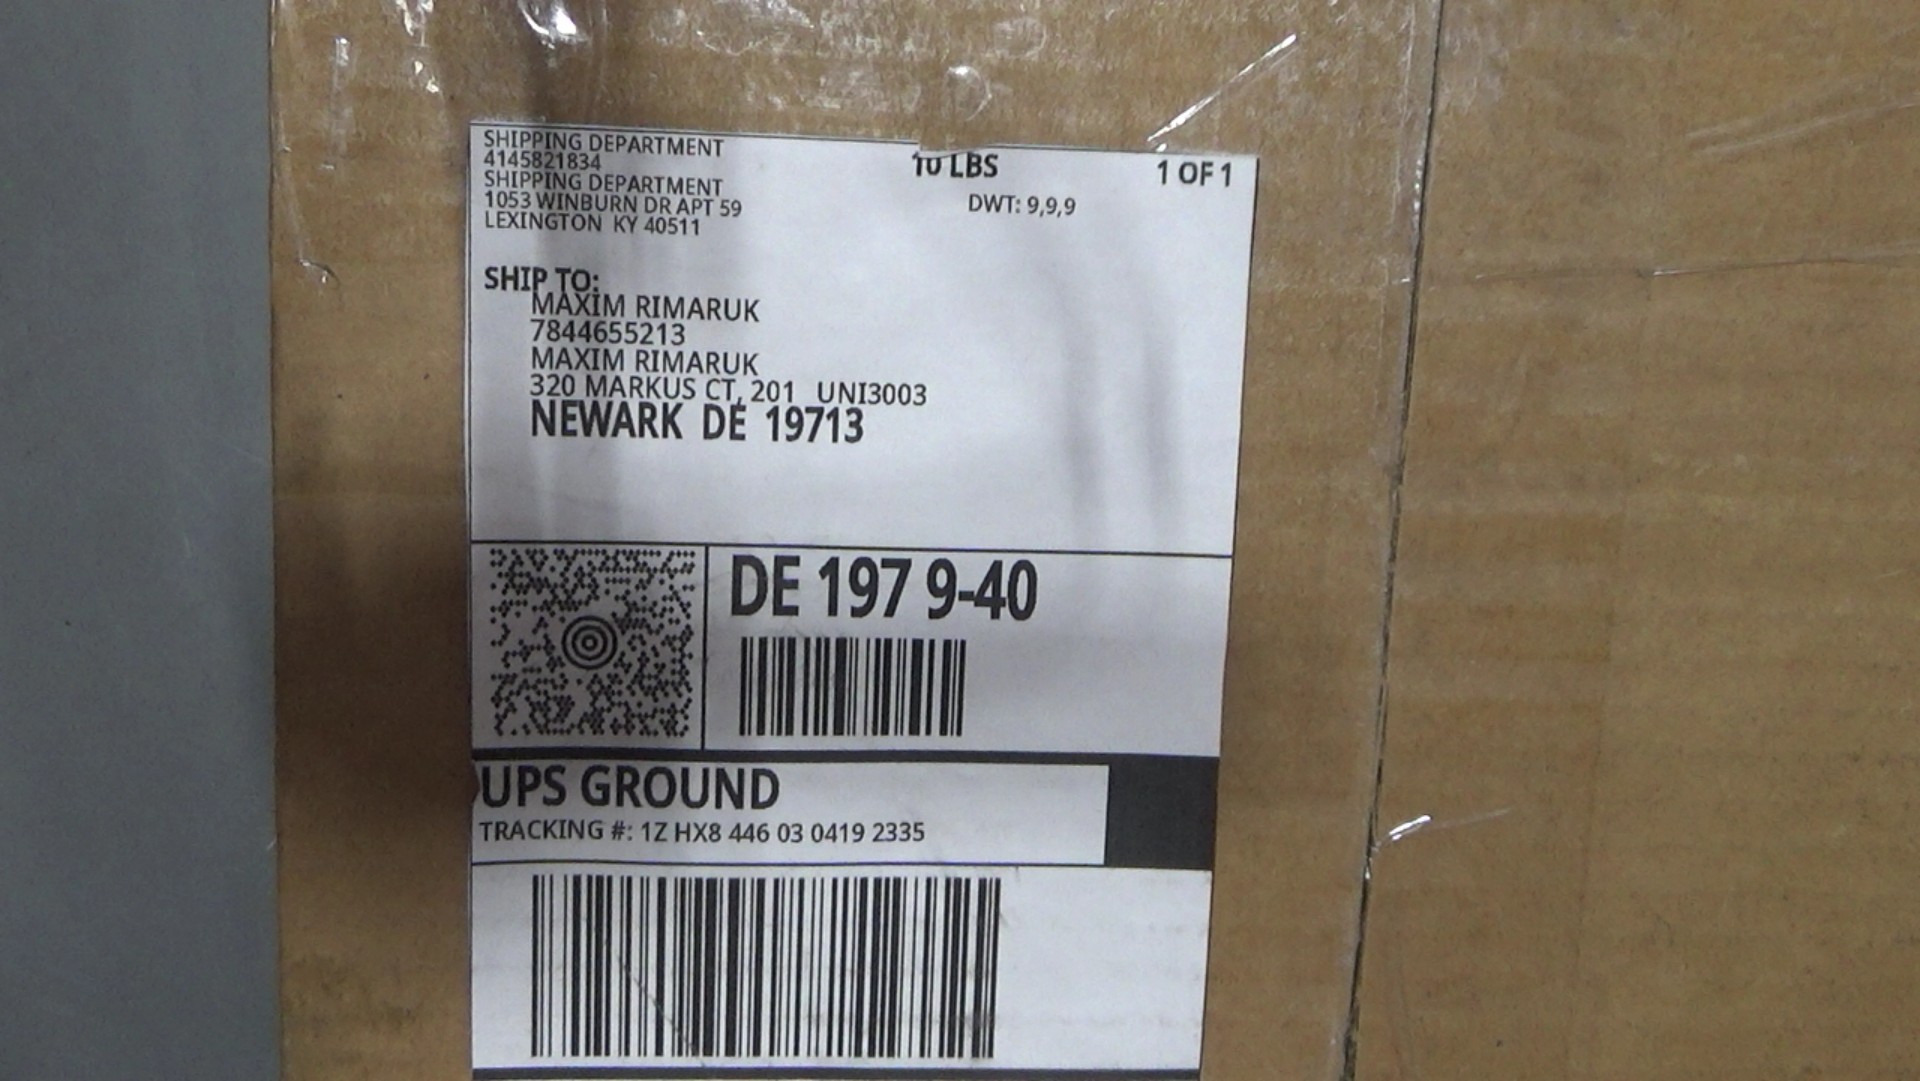 SHIPPING DEPARTMENT
4145821834
SHIPPING DEPARTMENT
1053 WINBURN DR APT 59
LEXINGTON KY 40511
10 LBS
1 OF 1
DWT: 9,9,9
SHIP TO:
MAXIM RIMARUK
7844655213
MAXIM RIMARUK
320 MARKUS CT, 201 UNI3003
NEWARK DE 19713
DE 197 9-40
UPS GROUND
TRACKING #: 1Z HX8 446 03 0419 2335